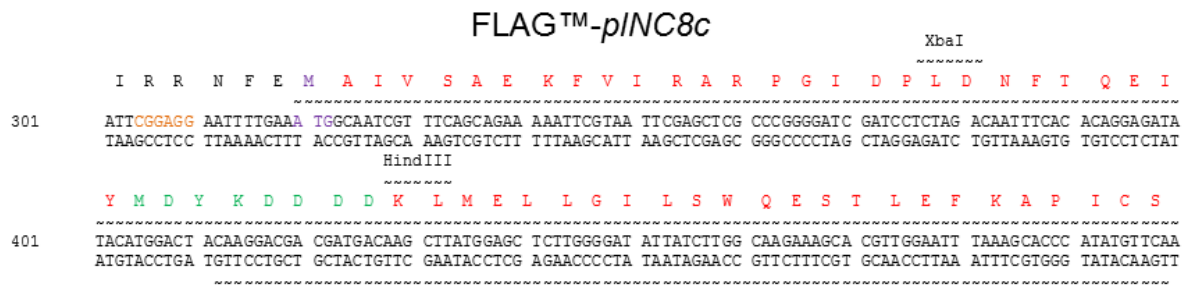 FLAG™-pINC8c
XbaI
~~~~~~~
I R R N F E M A I V S A E K F V I R A R P G I D P L D N F T Q E I
301 ATTCGGAGG AATTTTGAAA TGGCAATCGT TTCAGCAGAA AAATTCGTAA TTCGAGCTCG CCCGGGGATC GATCCTCTAG ACAATTTCAC ACAGGAGATA
TAAGCCTCC TTAAAACTTT TACCGTTAGCA AAGTCGTCTT TTTAAGCATT AAGCTCGAGC GGGCCCCTAG CTAGGAGATC TGTTAAAGTG TGTCCTCTAT
HindIII
~~~~~~~
Y M D Y K D D D D K L M E L L G I L S W Q E S T L E F K A P I C S
401 TACATGGACT ACAAGGACGA CGATGACAAG CTTATGGAGC TCTTGGGGAT ATTATCTTGG CAAGAAAGCA CGTTGGAATT TAAAGCACCC ATATGTTCAA
ATGTACCTGA TGTTCCTGCT GCTACTGTTC GAATACCTCG AGAACCCCTA TAATAGAACC GTTCTTTCGT GCAACCTTAA ATTTCGTGGG TATACAAGTT